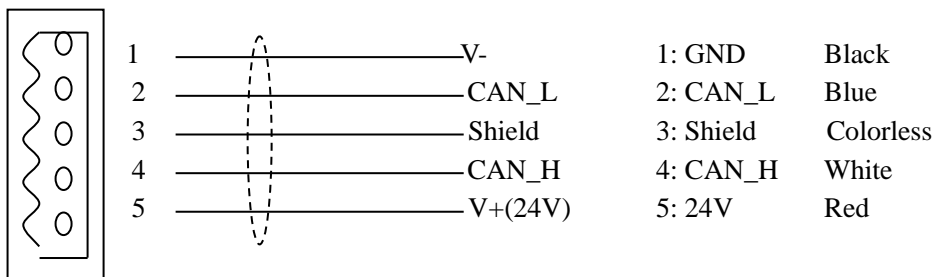 1 V- 1: GND Black
2 CAN_L 2: CAN_L Blue
3 Shield 3: Shield Colorless
4 CAN_H 4: CAN_H White
5 V+(24V) 5: 24V Red